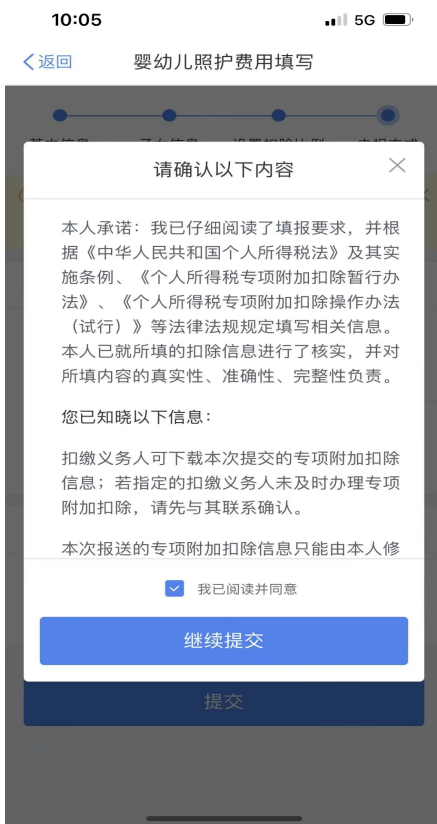 10:05
5G
返回
婴幼儿照护费用填写
请确认以下内容
本人承诺：我已仔细阅读了填报要求，并根
据《中华人民共和国个人所得税法》及其实
施条例、《个人所得税专项附加扣除暂行办
法》、《个人所得税专项附加扣除操作办法
（试行）》等法律法规规定填写相关信息。
本人已就所填的扣除信息进行了核实，并对
所填内容的真实性、准确性、完整性负责。
您已知晓以下信息：
扣缴义务人可下载本次提交的专项附加扣除
信息；若指定的扣缴义务人未及时办理专项
附加扣除，请先与其联系确认。
本次报送的专项附加扣除信息只能由本人修
我已阅读并同意
继续提交
提交